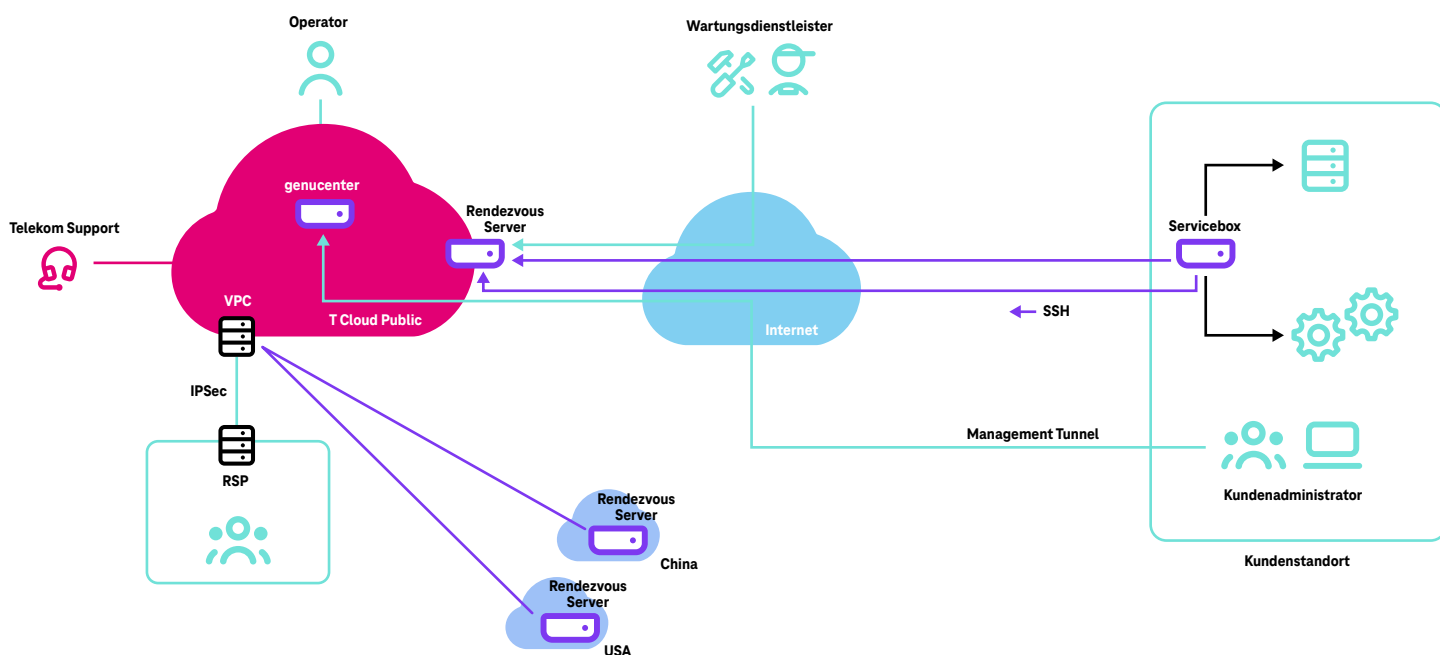 Operator
Wartungsdienstleister
genucenter
Rendezvous
Server
Telekom Support
Servicebox
VPC
T Cloud Public
Internet
SSH
IPSec
Management Tunnel
RSP
Kundenadministrator
Rendezvous
Server
China
Kundenstandort
Rendezvous
Server
USA